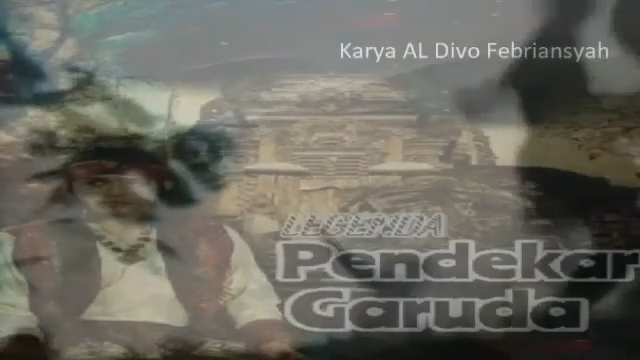 Karya AL Divo Febriansyah
LEGENDA
Pendekar
Garuda